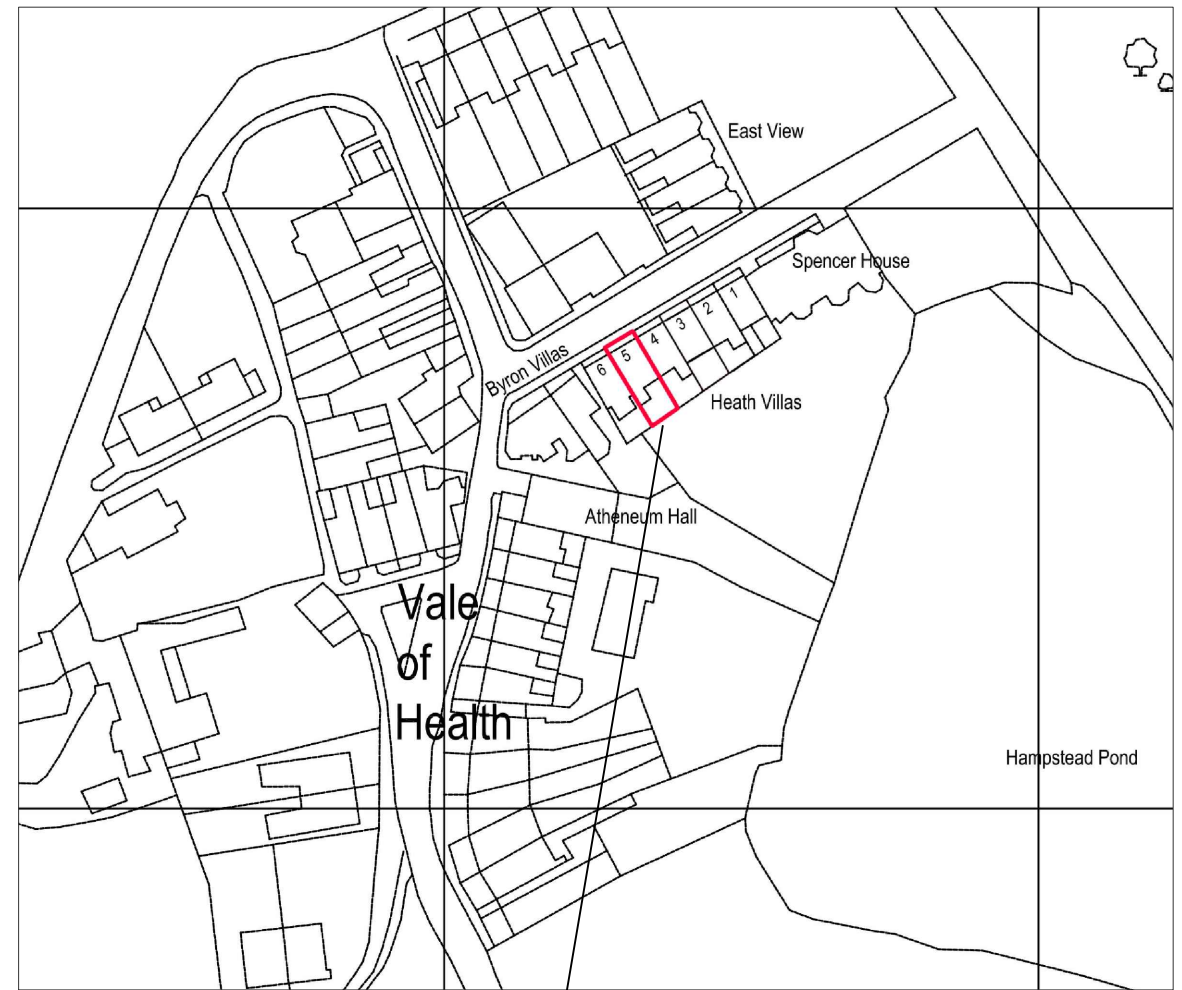 East View
Spencer House
1
2
3
4
5
6
Byron Villas
Heath Villas
Atheneum Hall
Vale
of
Health
Hampstead Pond